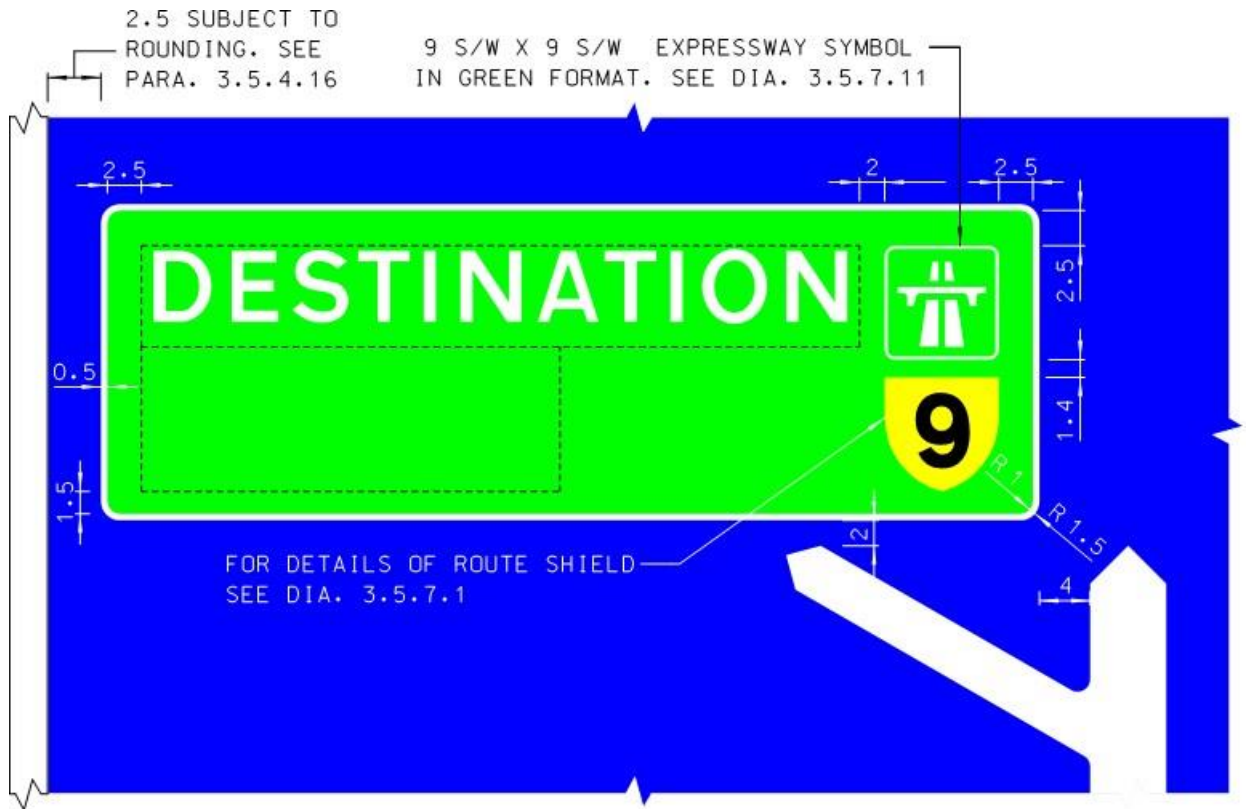 2.5 SUBJECT TO
ROUNDING. SEE
PARA. 3.5.4.16
9 S/W X 9 S/W EXPRESSWAY SYMBOL
IN GREEN FORMAT. SEE DIA. 3.5.7.11
2.5
2
2.5
DESTINATION
2.5
0.5
1.4
9
R 1
1.5
R 1.5
2
FOR DETAILS OF ROUTE SHIELD
SEE DIA. 3.5.7.1
4